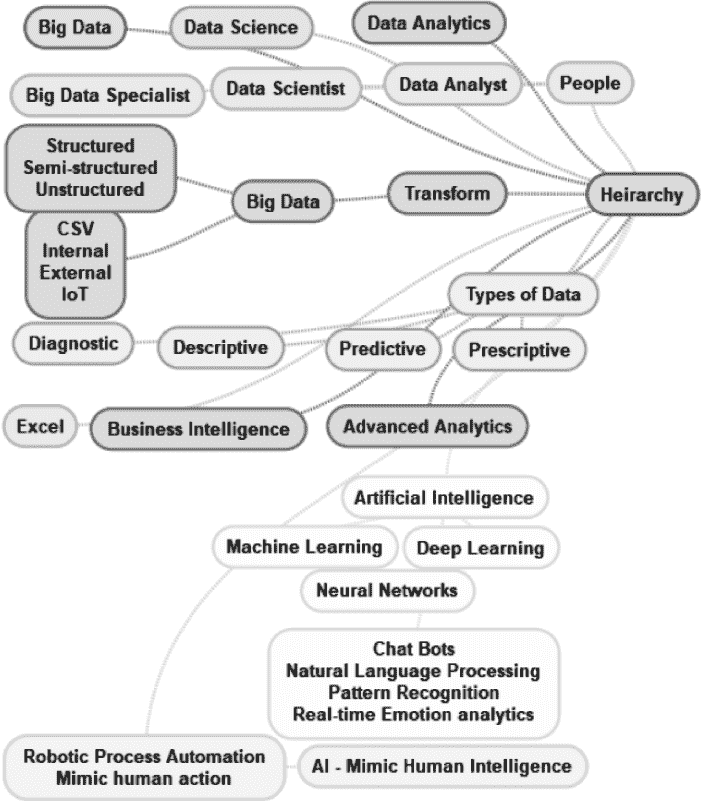 Big Data
Data Science
Data Analytics
Big Data Specialist
Data Scientist
Data Analyst
People
Structured
Semi-structured
Unstructured
Big Data
Transform
Heirarchy
CSV
Internal
External
IoT
Types of Data
Diagnostic
Descriptive
Predictive
Prescriptive
Excel
Business Intelligence
Advanced Analytics
Artificial Intelligence
Machine Learning
Deep Learning
Neural Networks
Chat Bots
Natural Language Processing
Pattern Recognition
Real-time Emotion analytics
Robotic Process Automation
Mimic human action
AI - Mimic Human Intelligence